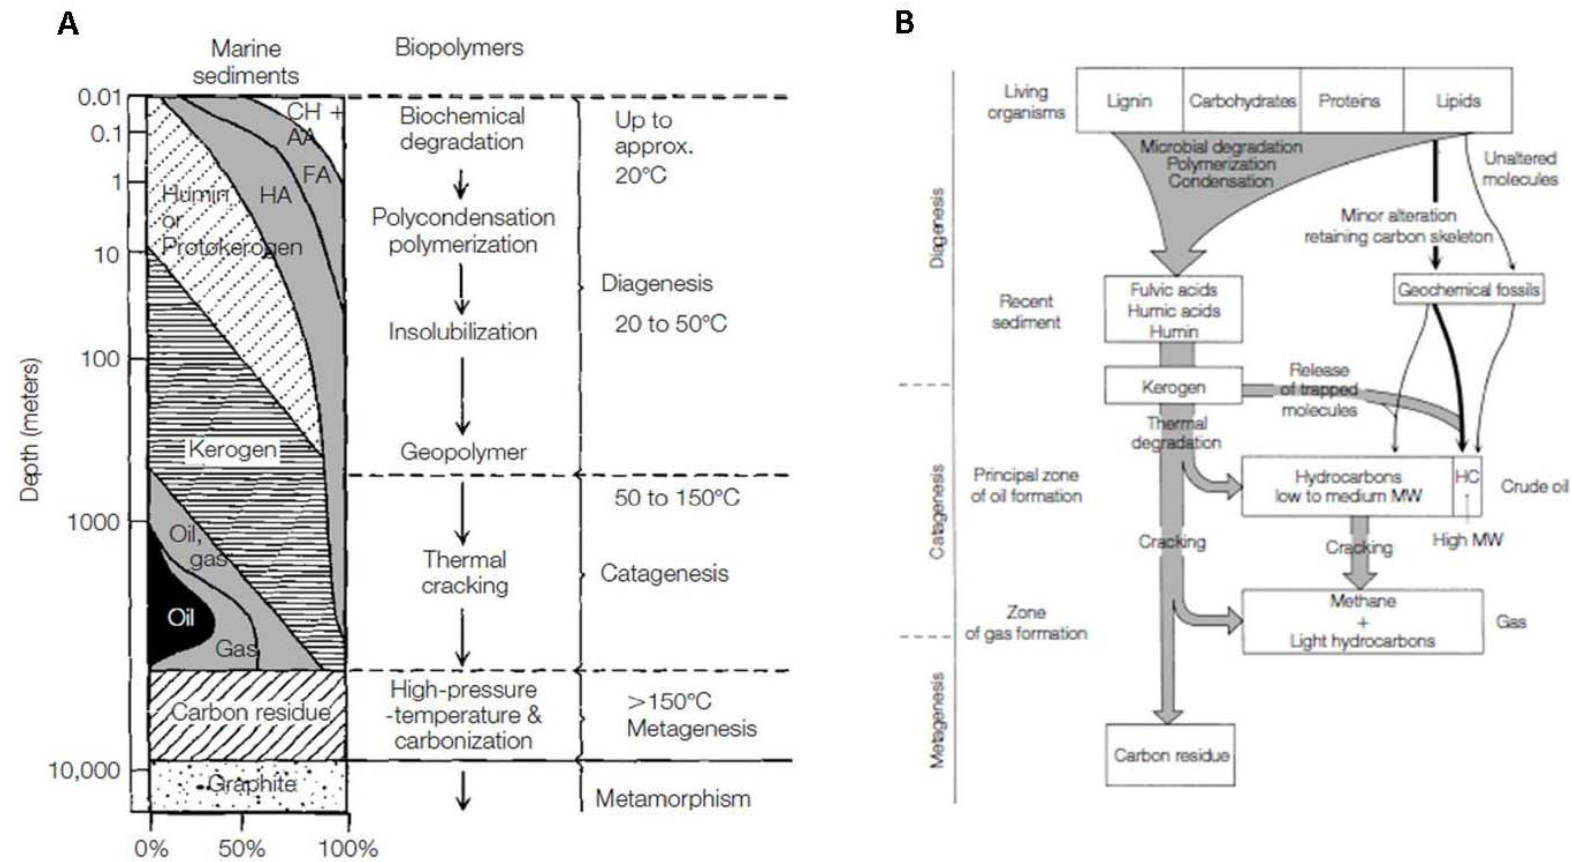 A
Marine
sediments
Biopolymers
0.01
0.1
1
10
100
1000
10,000
Depth (meters)
CH +
AA
FA
HA
Humin
or
Protokerogen
Kerogen
Oil,
gas
Oil
Gas
Carbon residue
Graphite
0%
50%
100%
Biochemical
degradation
Polycondensation
polymerization
Insolubilization
Geopolymer
Thermal
cracking
High-pressure
-temperature &
carbonization
Up to
approx.
20°C
Diagenesis
20 to 50°C
50 to 150°C
Catagenesis
>150°C
Metagenesis
Metamorphism
B
Living
organisms
Lignin
Carbohydrates
Proteins
Lipids
Microbial degradation
Polymerization
Condensation
Unaltered
molecules
Minor alteration
retaining carbon skeleton
Diagenesis
Recent
sediment
Fulvic acids
Humic acids
Humin
Geochemical fossils
Kerogen
Release
of trapped
molecules
Thermal
degradation
Catagenesis
Principal zone
of oil formation
Hydrocarbons
low to medium MW
HC
Crude oil
High MW
Cracking
Cracking
Zone
of gas formation
Methane
+
Light hydrocarbons
Gas
Metagenesis
Carbon residue